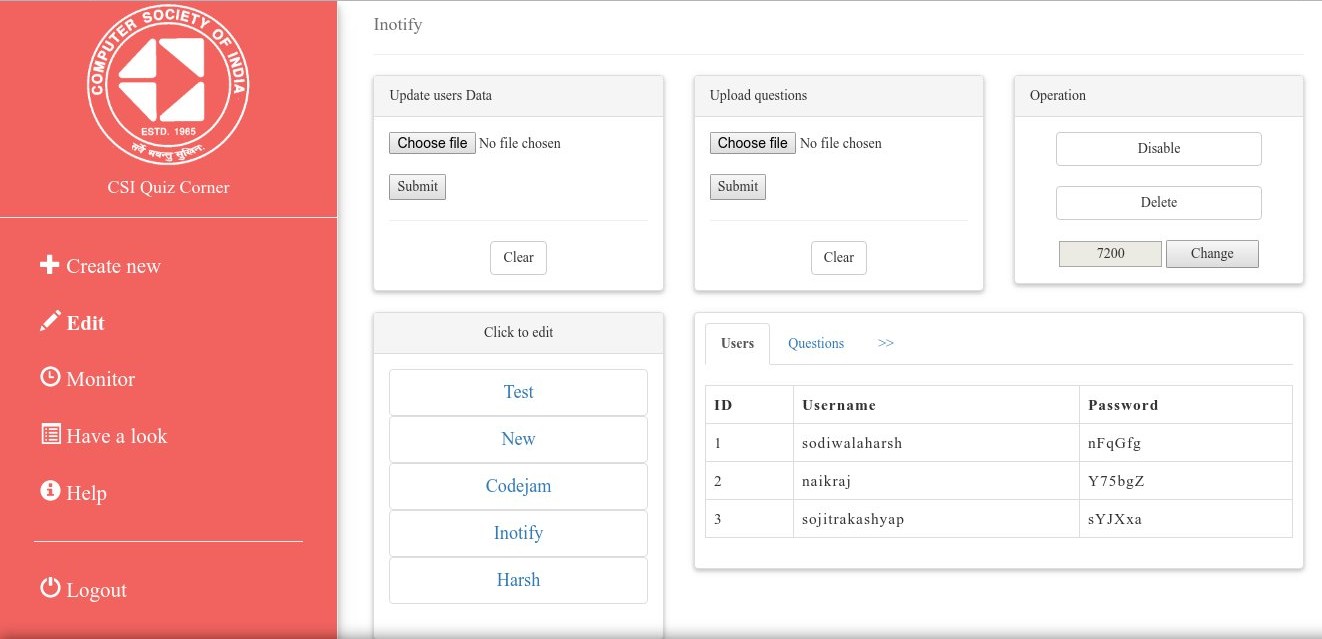 COMPUTER SOCIETY OF INDIA
ESTD. 1965
CSI Quiz Corner
Create new
Edit
Monitor
Have a look
Help
Logout
Inotify
Update users Data
Choose file No file chosen
Submit
Clear
Upload questions
Choose file No file chosen
Submit
Clear
Operation
Disable
Delete
7200 Change
Click to edit
Test
New
Codejam
Inotify
Harsh
Users Questions >>
ID Username Password
1 sodiwalaharsh nFqGfg
2 naikraj Y75bgZ
3 sojitrakashyap sYJXxa